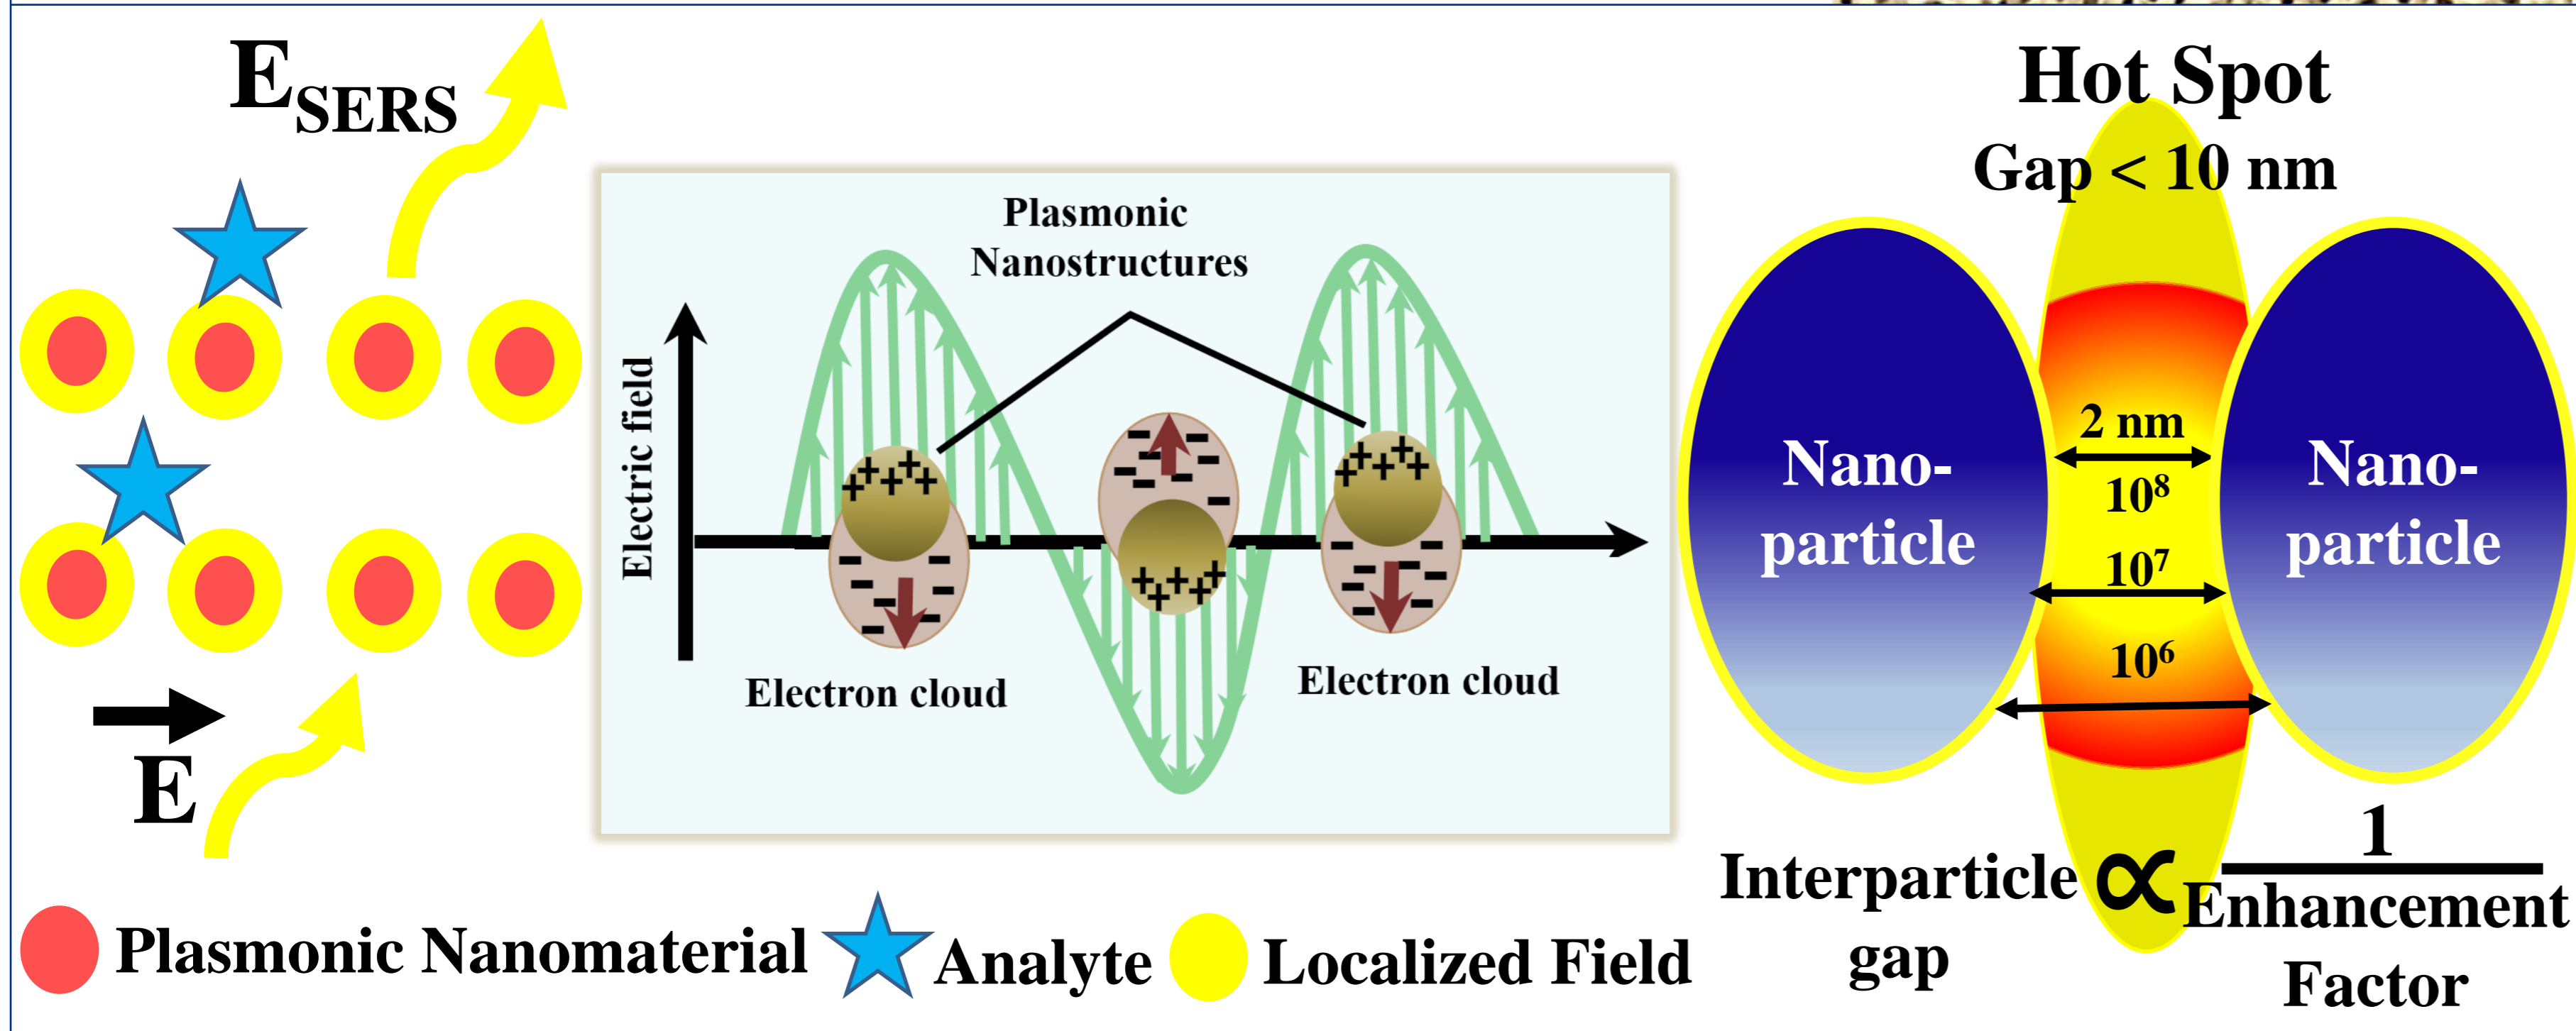 E_SERS
E
Plasmonic
Nanostructures
Electric field
+ + + + +
+ + + + +
+ + + + +
Electron cloud
Electron cloud
Hot Spot
Gap < 10 nm
Nano-
particle
2 nm
10⁸
10⁷
10⁶
Nano-
particle
Interparticle
gap
∝
1
Enhancement
Factor
Plasmonic Nanomaterial
Analyte
Localized Field